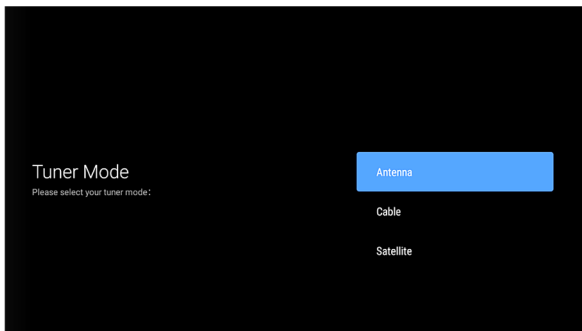 Tuner Mode
Please select your tuner mode:
Antenna
Cable
Satellite